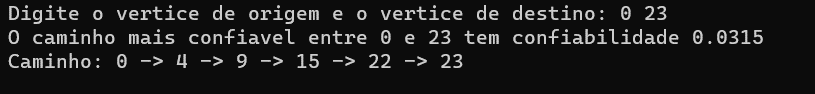 Digite o vertice de origem e o vertice de destino: 0 23
O caminho mais confiavel entre 0 e 23 tem confiabilidade 0.0315
Caminho: 0 -> 4 -> 9 -> 15 -> 22 -> 23